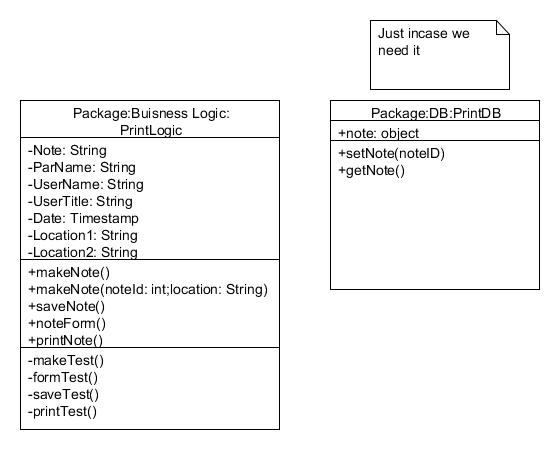 Just incase we
need it
Package:Buisness Logic:
PrintLogic
-Note: String
-ParName: String
-UserName: String
-UserTitle: String
-Date: Timestamp
-Location1: String
-Location2: String
+makeNote()
+makeNote(noteId: int;location: String)
+saveNote()
+noteForm()
+printNote()
-makeTest()
-formTest()
-saveTest()
-printTest()
Package:DB:PrintDB
+note: object
+setNote(noteID)
+getNote()